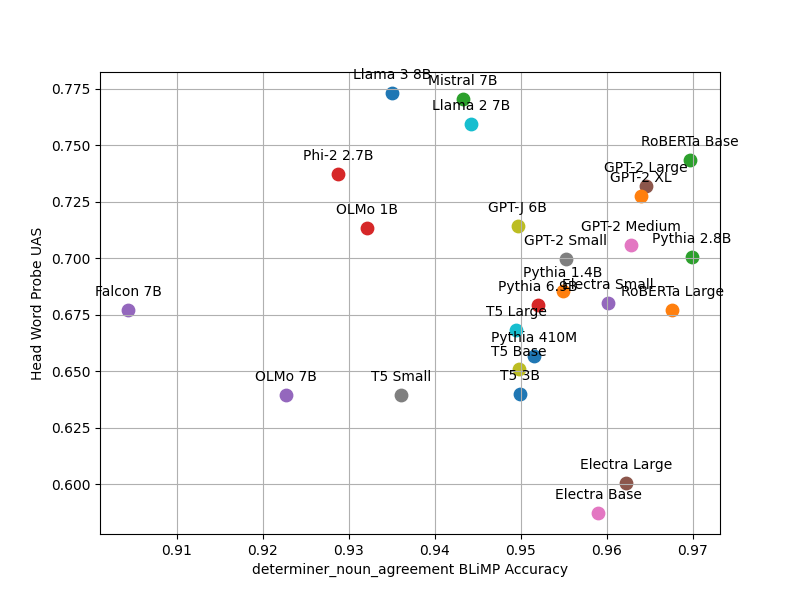 Llama 3 8B
Mistral 7B
Llama 2 7B
RoBERTa Base
Phi-2 2.7B
GPT-2 Large
GPT-2 XL
OLMo 1B
GPT-J 6B
GPT-2 Medium
GPT-2 Small
Pythia 2.8B
Pythia 1.4B
Electra Small
Pythia 6.9B
RoBERTa Large
Falcon 7B
T5 Large
Pythia 410M
T5 Base
OLMo 7B
T5 Small
T5 3B
Electra Large
Electra Base
0.775
0.750
0.725
0.700
0.675
0.650
0.625
0.600
Head Word Probe UAS
0.91 0.92 0.93 0.94 0.95 0.96 0.97
determiner_noun_agreement BLiMP Accuracy